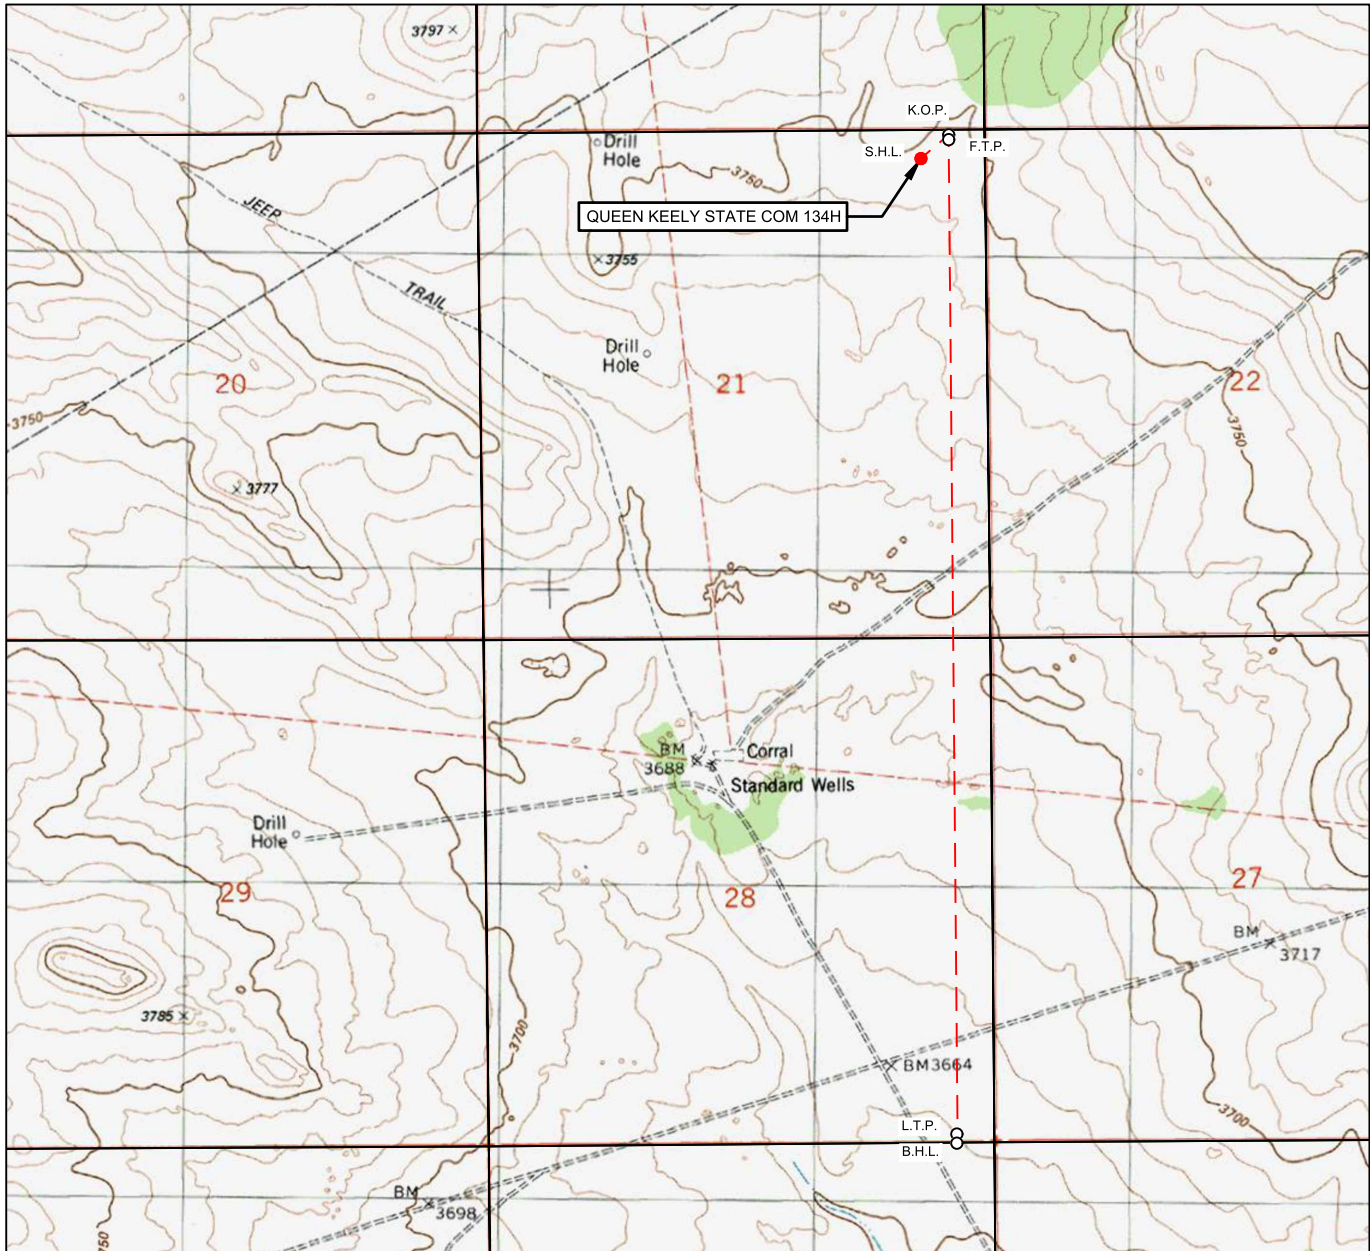 3797
K.O.P.
Drill
Hole
S.H.L.
F.T.P.
3750
JEEP
QUEEN KEELY STATE COM 134H
3755
TRAIL
Drill
Hole
20
21
22
3750
3750
3777
BM
3688
Corral
Standard Wells
Drill
Hole
29
28
27
BM
3717
3785
3700
BM3664
3700
L.T.P.
B.H.L.
BM
3698